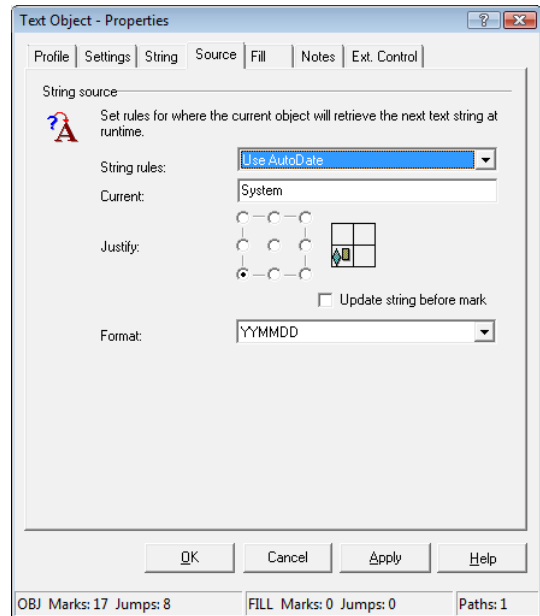 Text Object - Properties
Profile Settings String Source Fill Notes Ext. Control
String source
Set rules for where the current object will retrieve the next text string at
runtime.
String rules: Use AutoDate
Current: System
Justify:
Update string before mark
Format: YYMMDD
OK Cancel Apply Help
OBJ Marks: 17 Jumps: 8 FILL Marks: 0 Jumps: 0 Paths: 1